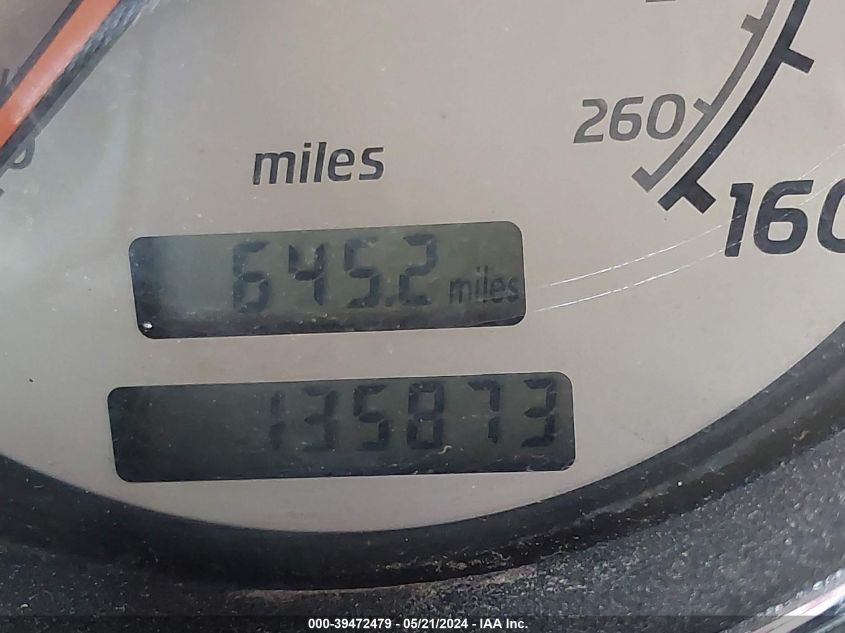 miles
260
160
645.2 miles
135873
000-39472479 — 05/21/2024 — IAA Inc.